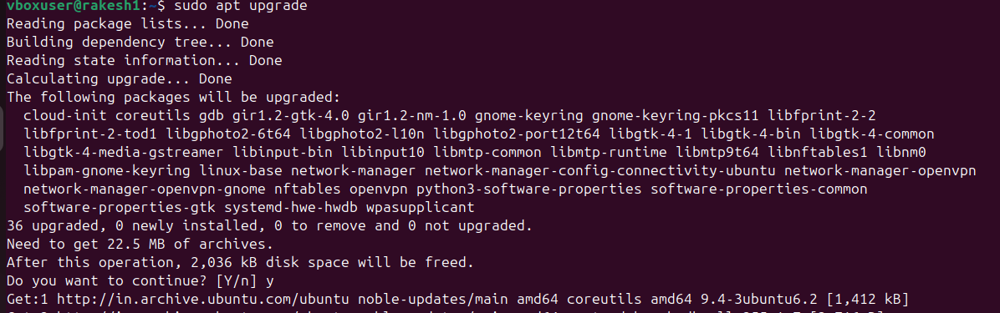 vboxuser@rakesh1:~$ sudo apt upgrade
Reading package lists... Done
Building dependency tree... Done
Reading state information... Done
Calculating upgrade... Done
The following packages will be upgraded:
  cloud-init coreutils gdb gir1.2-gtk-4.0 gir1.2-nm-1.0 gnome-keyring gnome-keyring-pkcs11 libfprint-2-2
  libfprint-2-tod1 libgphoto2-6t64 libgphoto2-l10n libgphoto2-port12t64 libgtk-4-1 libgtk-4-bin libgtk-4-common
  libgtk-4-media-gstreamer libinput-bin libinput10 libmtp-common libmtp-runtime libmtp9t64 libnftables1 libnm0
  libpam-gnome-keyring linux-base network-manager network-manager-config-connectivity-ubuntu network-manager-openvpn
  network-manager-openvpn-gnome nftables openvpn python3-software-properties software-properties-common
  software-properties-gtk systemd-hwe-hwdb wpasupplicant
36 upgraded, 0 newly installed, 0 to remove and 0 not upgraded.
Need to get 22.5 MB of archives.
After this operation, 2,036 kB disk space will be freed.
Do you want to continue? [Y/n] y
Get:1 http://in.archive.ubuntu.com/ubuntu noble-updates/main amd64 coreutils amd64 9.4-3ubuntu6.2 [1,412 kB]